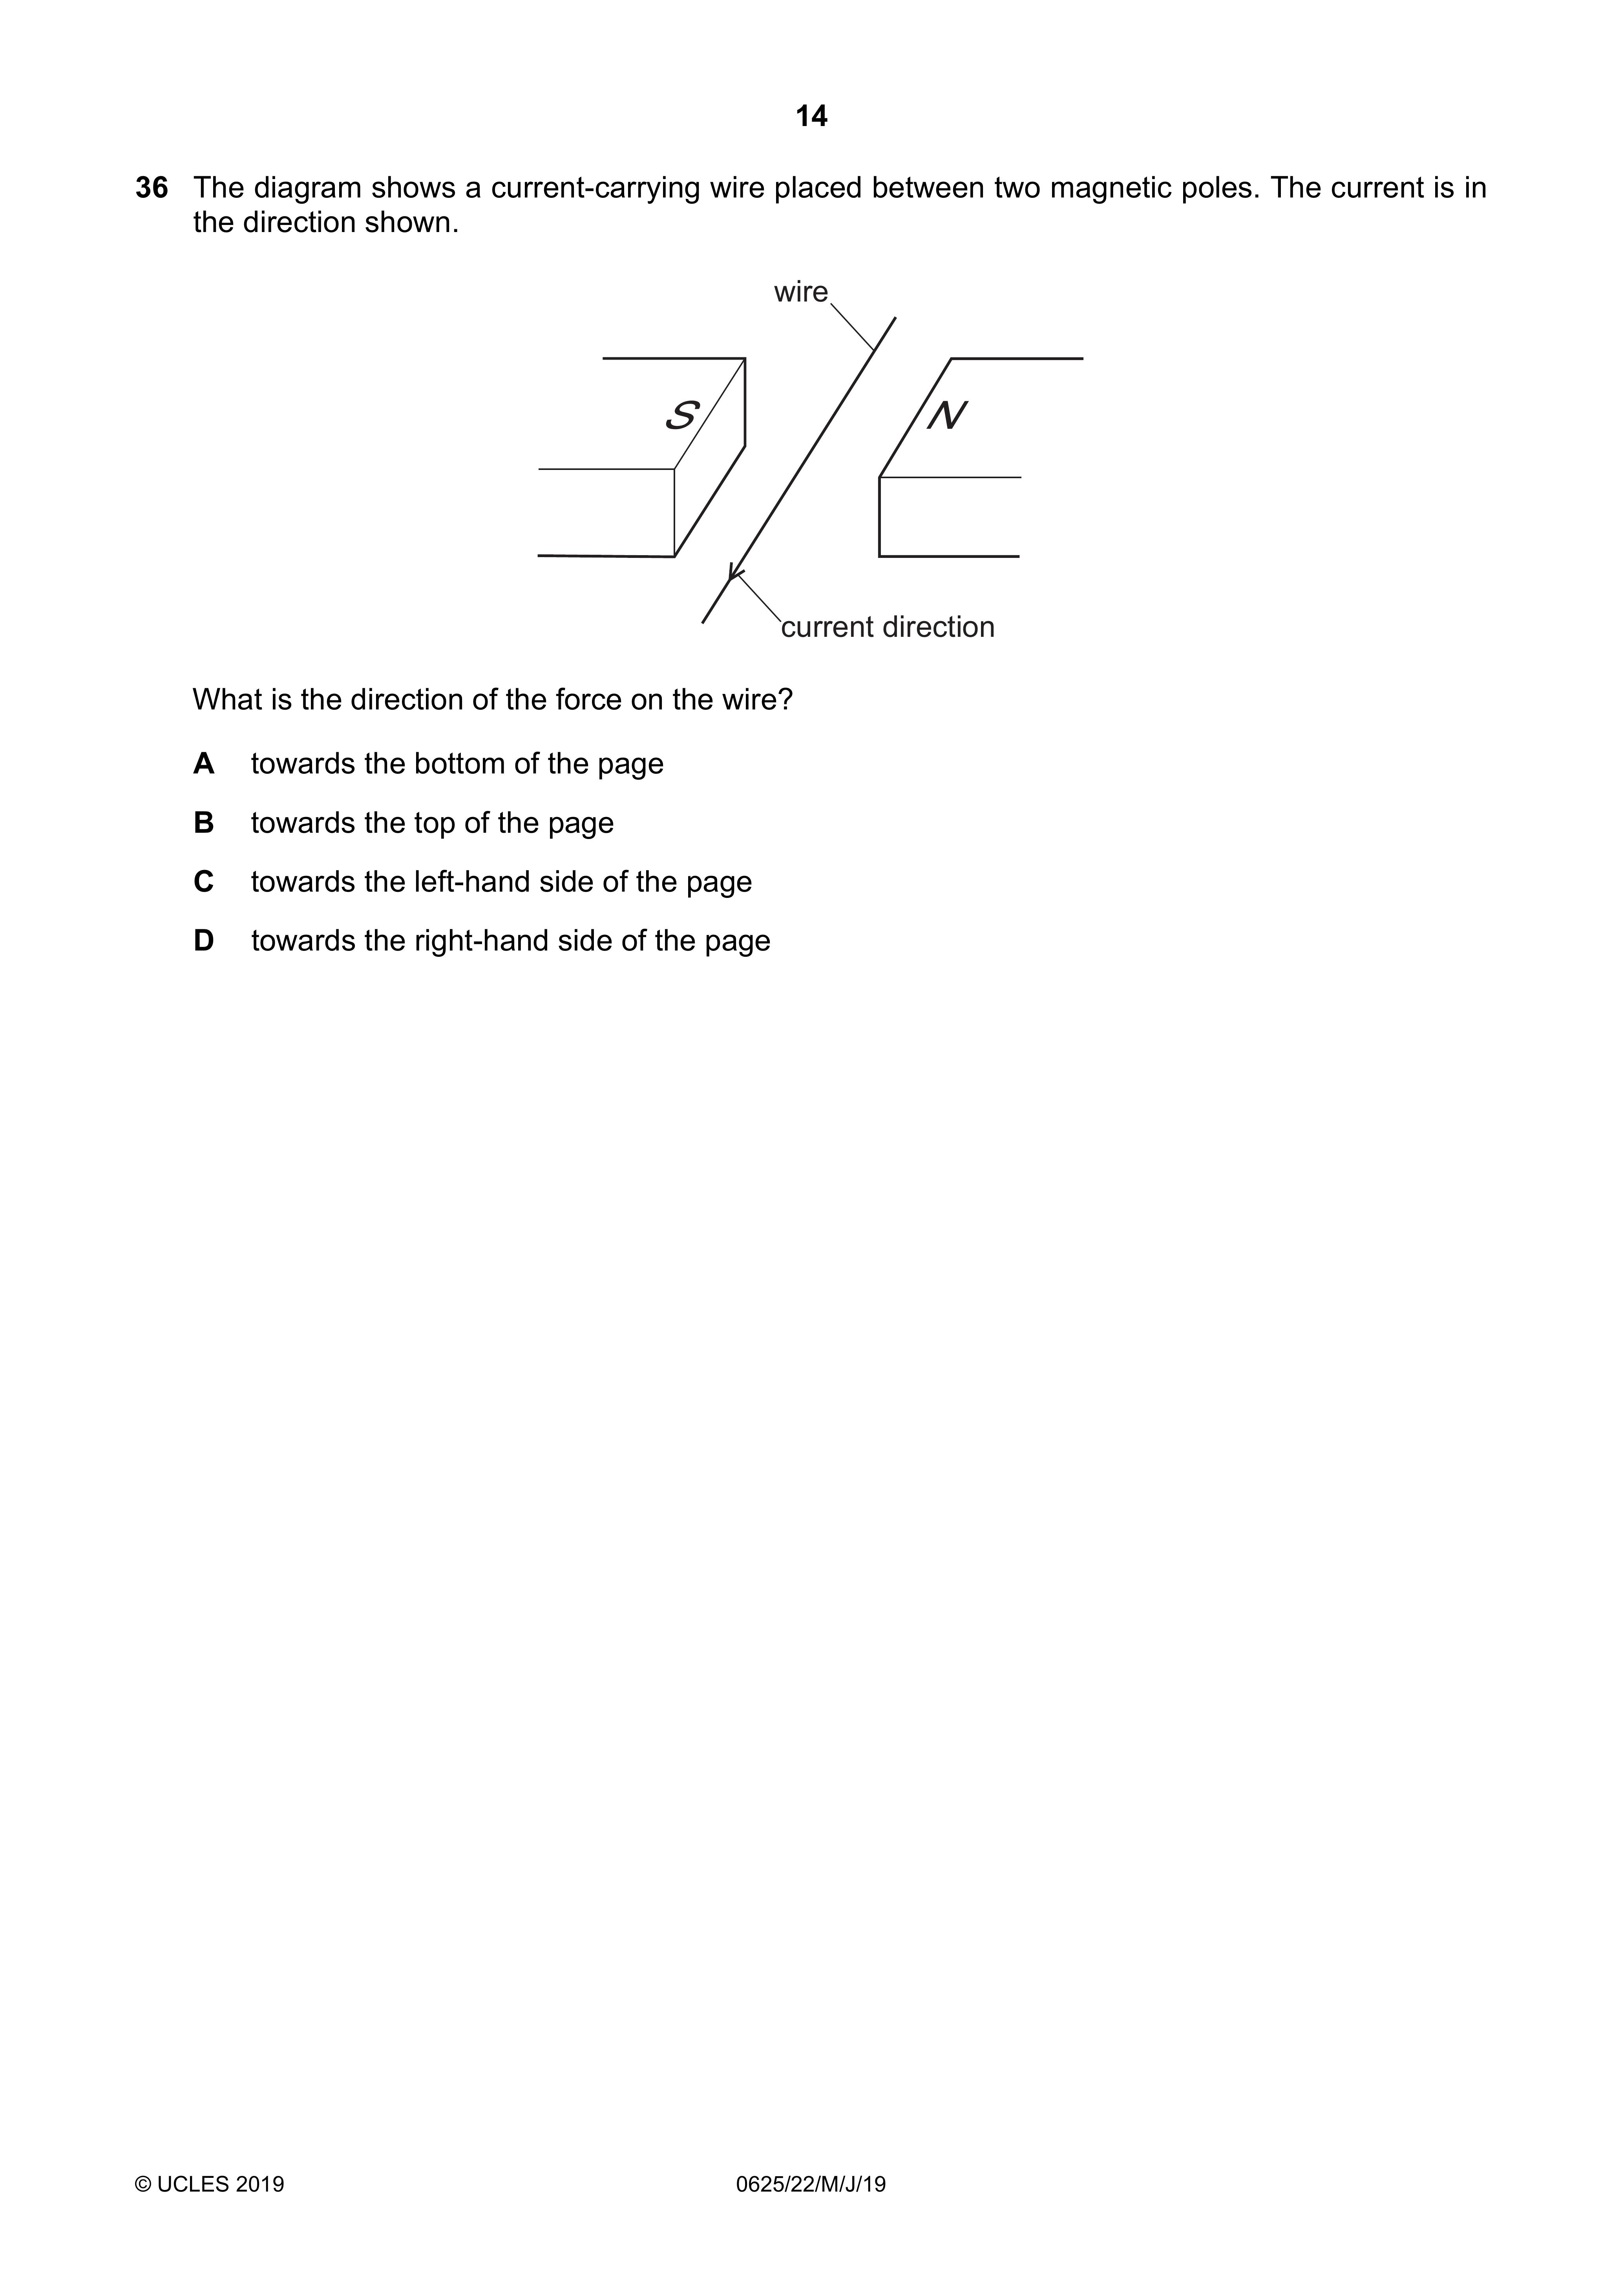 14
36 The diagram shows a current-carrying wire placed between two magnetic poles. The current is in
the direction shown.
wire
S
N
current direction
What is the direction of the force on the wire?
A towards the bottom of the page
B towards the top of the page
C towards the left-hand side of the page
D towards the right-hand side of the page
© UCLES 2019 0625/22/M/J/19